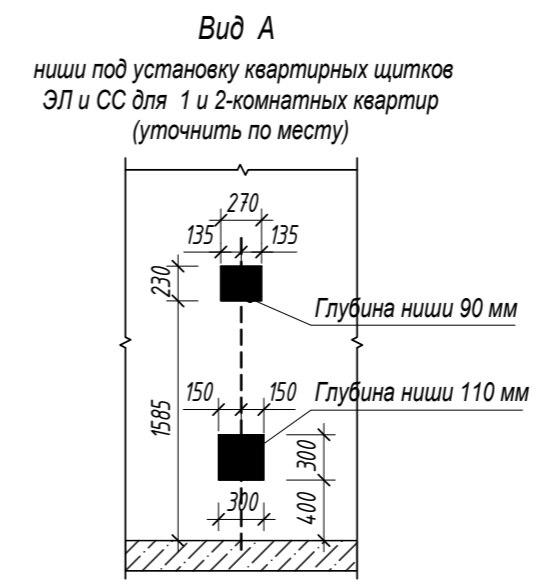 Вид А
ниши под установку квартирных щитков
ЭЛ и СС для 1 и 2-комнатных квартир
(уточнить по месту)
270
135
135
230
Глубина ниши 90 мм
1585
150
150
Глубина ниши 110 мм
300
300
400